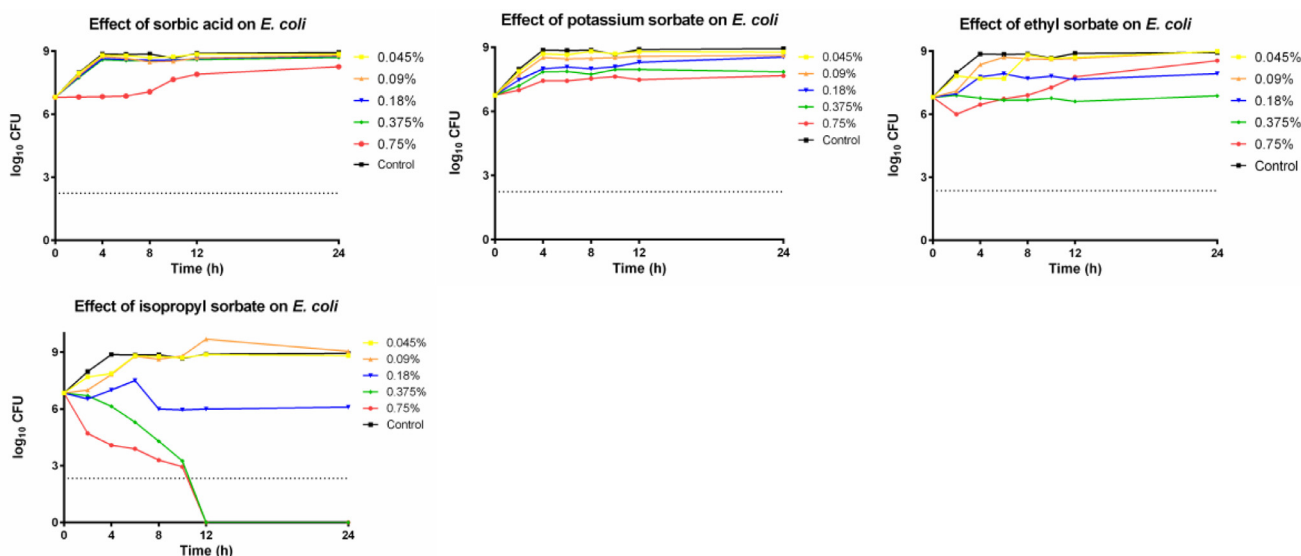 Effect of sorbic acid on E. coli
log10 CFU
9
6
3
0
0 4 8 12 24
Time (h)
0.045%
0.09%
0.18%
0.375%
0.75%
Control
Effect of potassium sorbate on E. coli
log10 CFU
9
6
3
0
0 4 8 12 24
Time (h)
0.045%
0.09%
0.18%
0.375%
0.75%
Control
Effect of ethyl sorbate on E. coli
log10 CFU
9
6
3
0
0 4 8 12 24
Time (h)
0.045%
0.09%
0.18%
0.375%
0.75%
Control
Effect of isopropyl sorbate on E. coli
log10 CFU
9
6
3
0
0 4 8 12 24
Time (h)
0.045%
0.09%
0.18%
0.375%
0.75%
Control